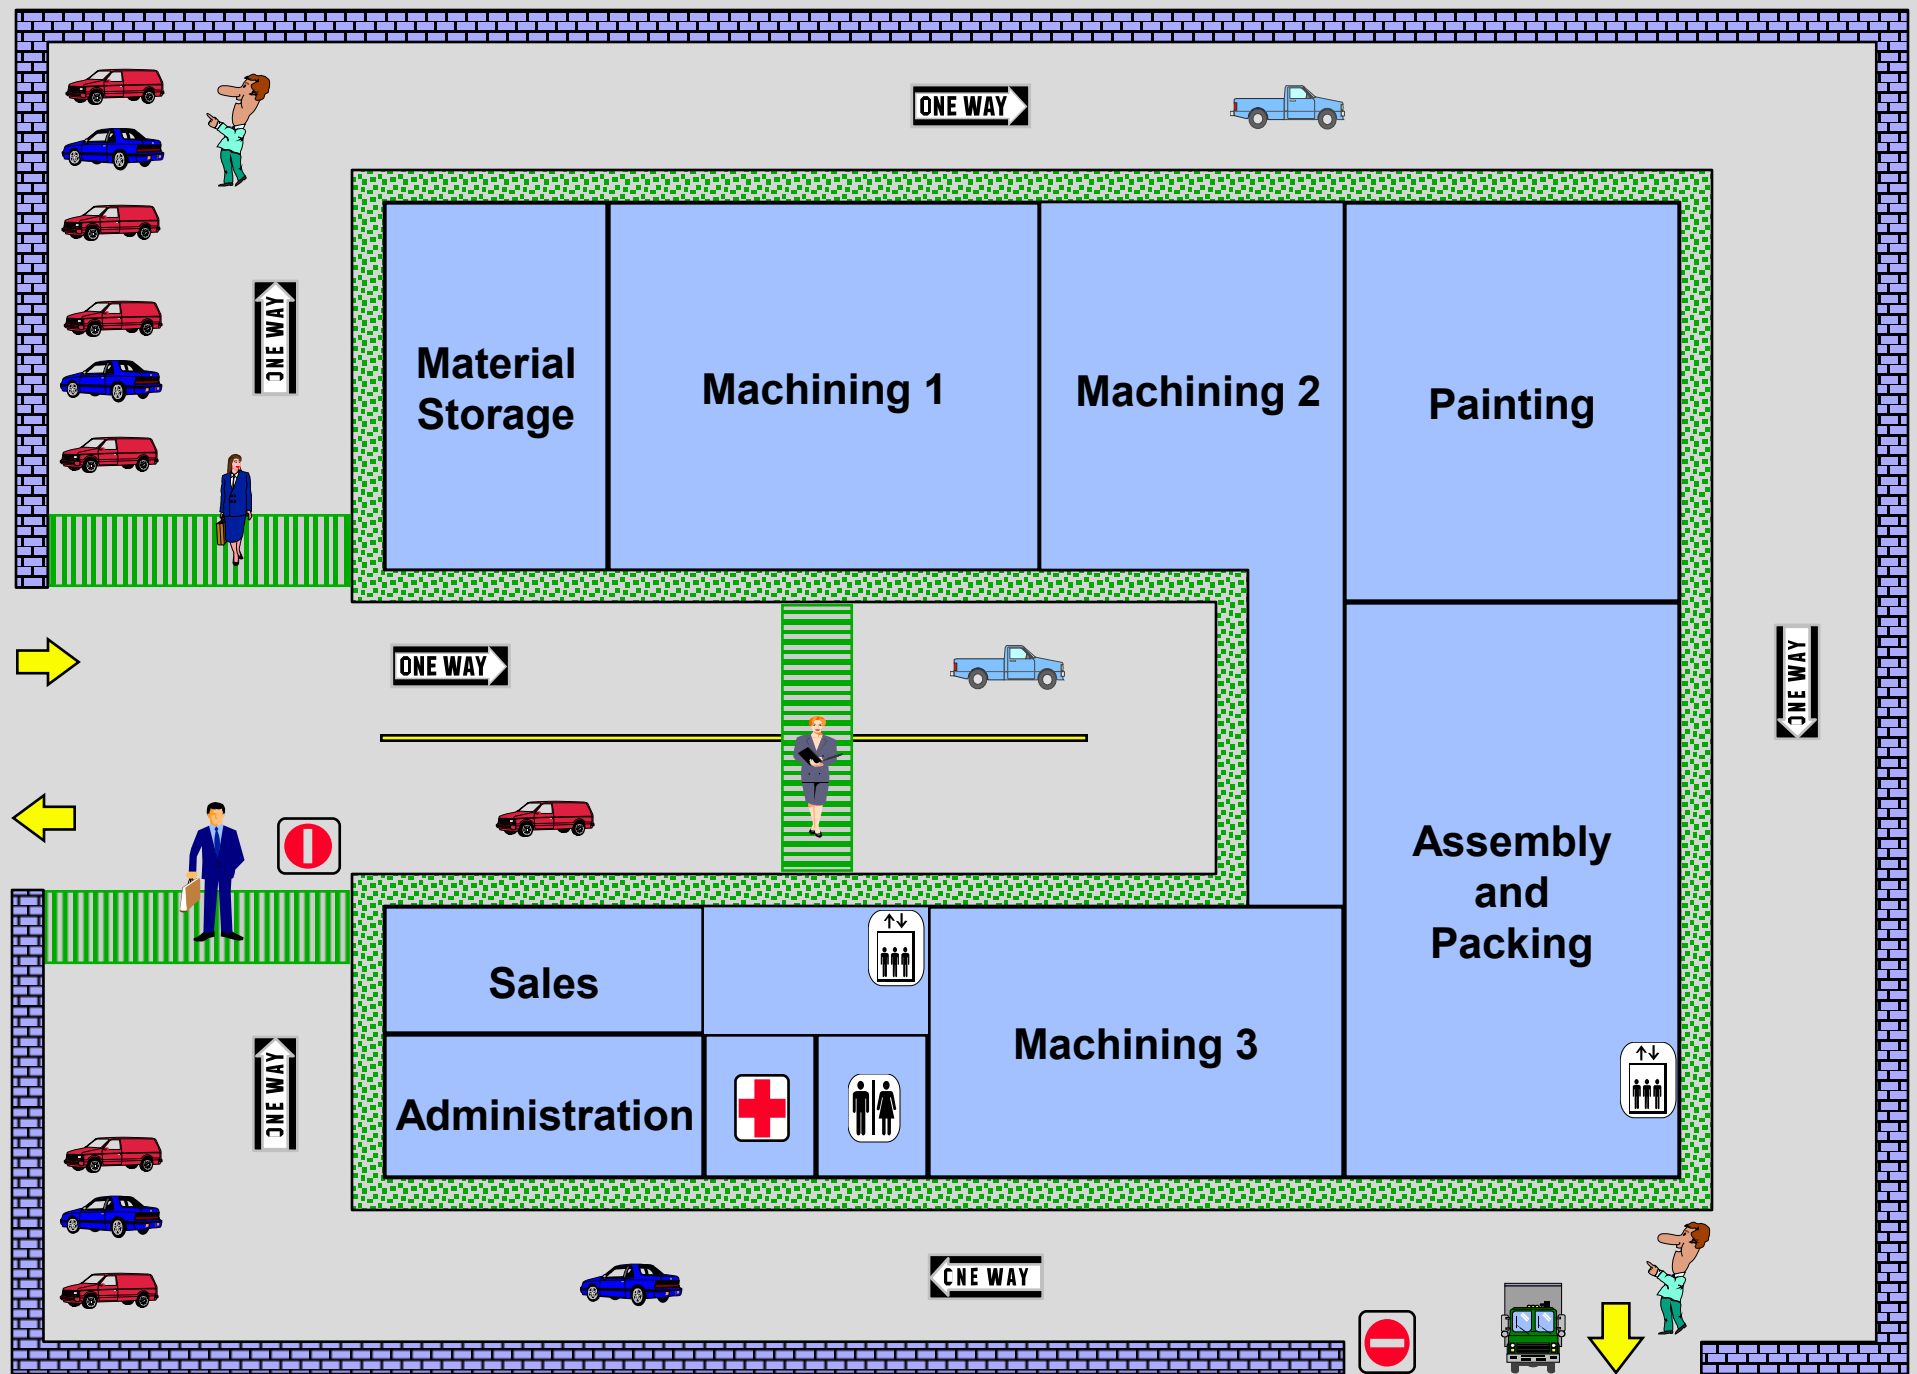 ONE WAY
ONE WAY
Material
Storage
Machining 1
Machining 2
Painting
ONE WAY
ONE WAY
Assembly
and
Packing
Sales
Machining 3
Administration
ONE WAY
ONE WAY